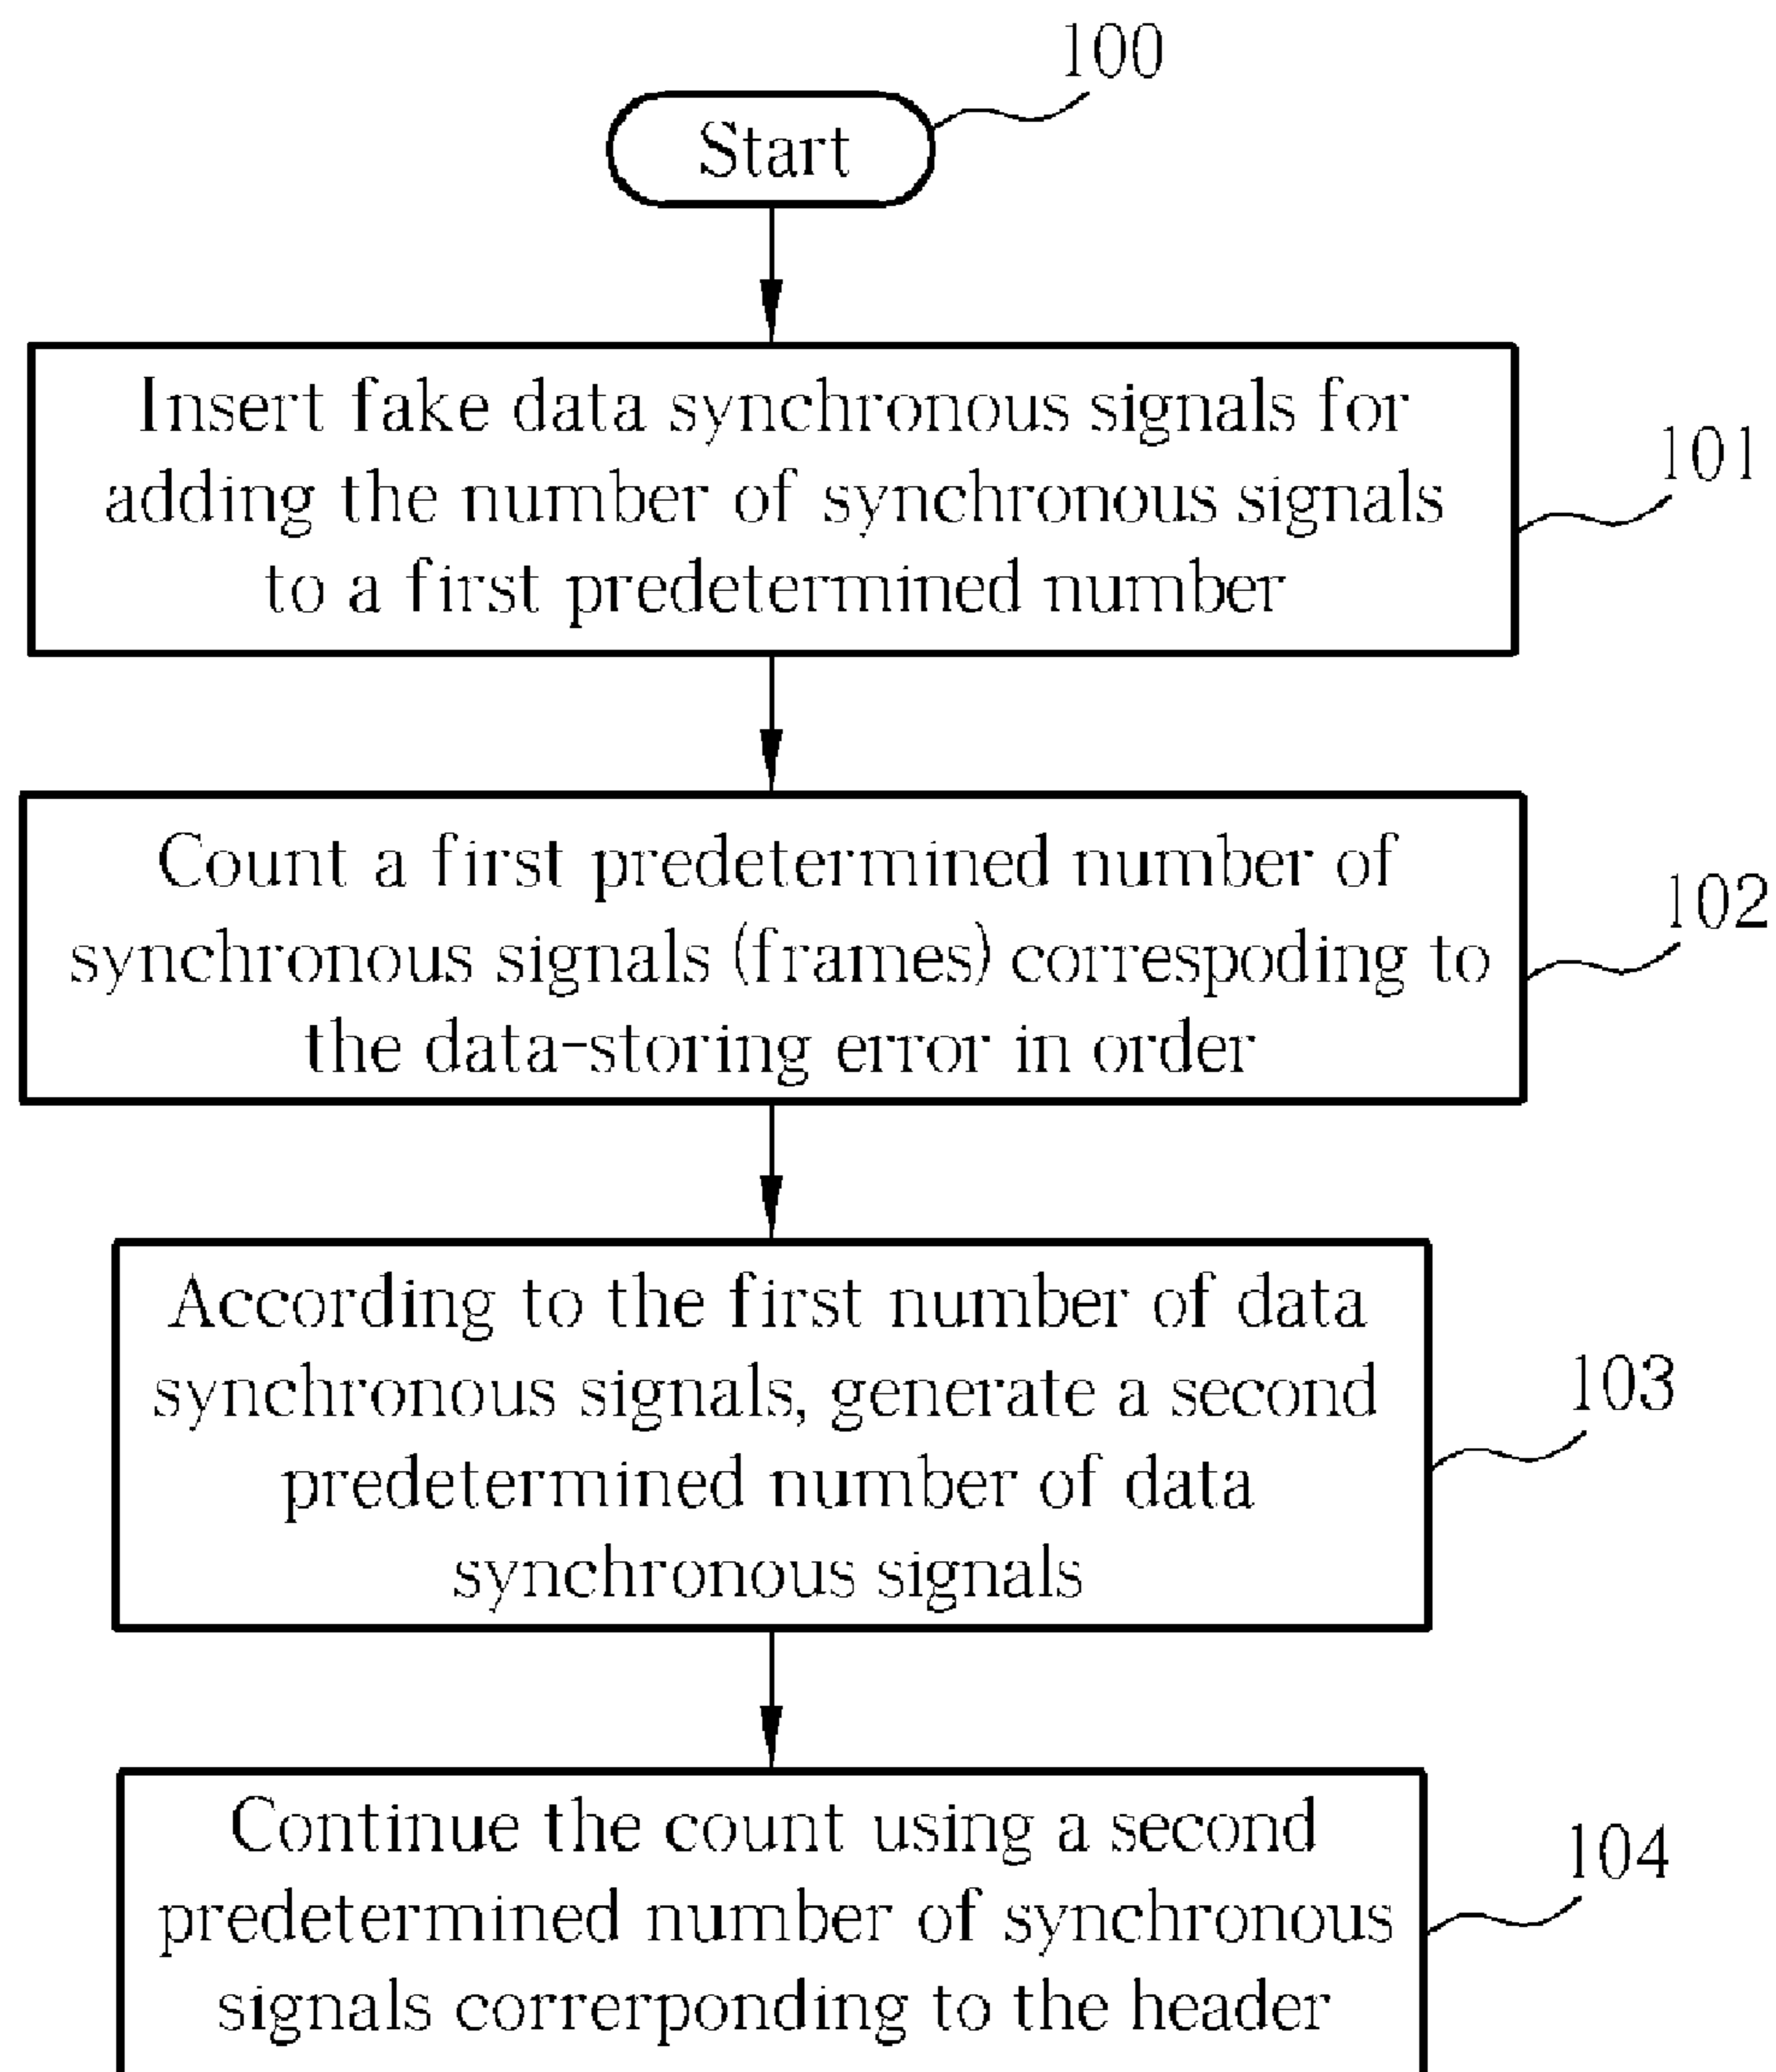 100
Start
Insert fake data synchronous signals for
adding the number of synchronous signals
to a first predetermined number
101
Count a first predetermined number of
synchronous signals (frames) correspoding to
the data-storing error in order
102
According to the first number of data
synchronous signals, generate a second
predetermined number of data
synchronous signals
103
Continue the count using a second
predetermined number of synchronous
signals correrponding to the header
104